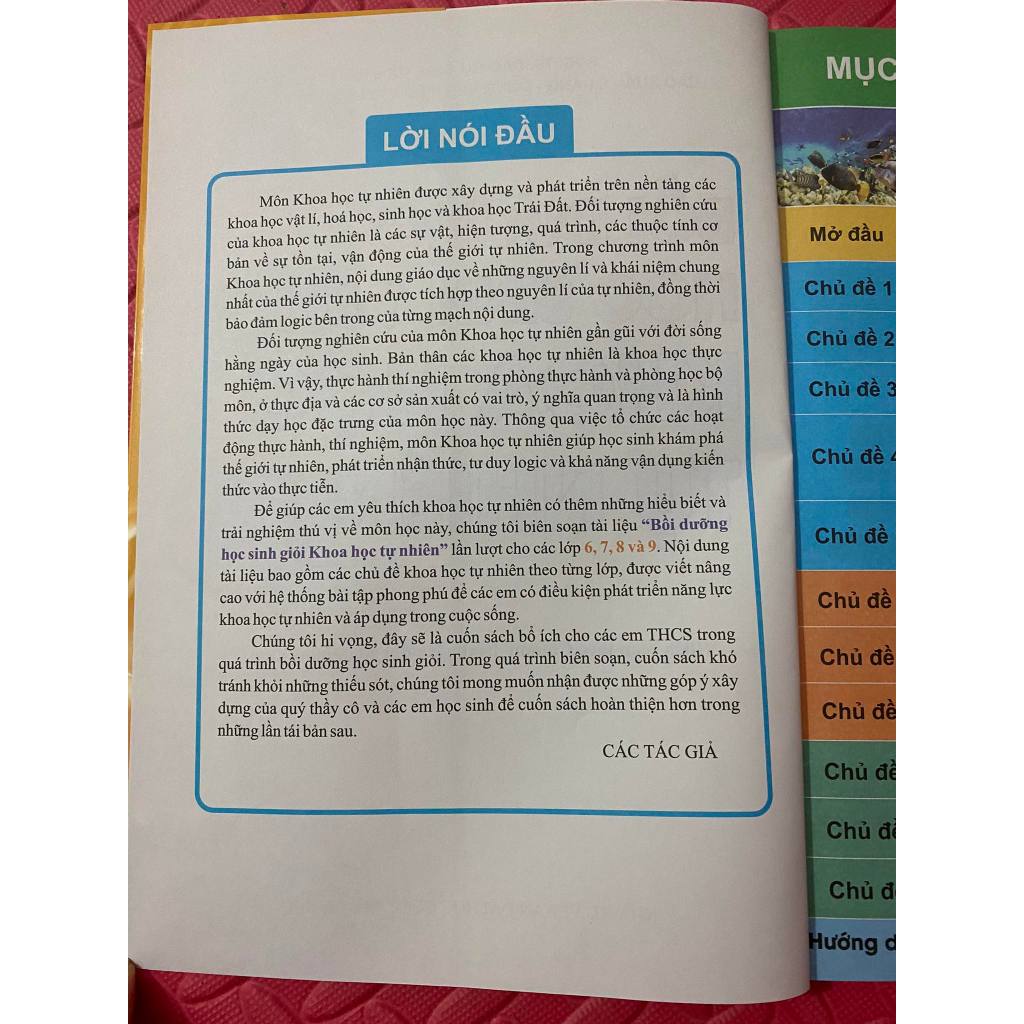 LỜI NÓI ĐẦU
Môn Khoa học tự nhiên được xây dựng và phát triển trên nền tảng các
khoa học vật lí, hoá học, sinh học và khoa học Trái Đất. Đối tượng nghiên cứu
của khoa học tự nhiên là các sự vật, hiện tượng, quá trình, các thuộc tính cơ
bản về sự tồn tại, vận động của thế giới tự nhiên. Trong chương trình môn
Khoa học tự nhiên, nội dung giáo dục về những nguyên lí và khái niệm chung
nhất của thế giới tự nhiên được tích hợp theo nguyên lí của tự nhiên, đồng thời
bảo đảm logic bên trong của từng mạch nội dung.
Đối tượng nghiên cứu của môn Khoa học tự nhiên gần gũi với đời sống
hằng ngày của học sinh. Bản thân các khoa học tự nhiên là khoa học thực
nghiệm. Vì vậy, thực hành thí nghiệm trong phòng thực hành và phòng học bộ
môn, ở thực địa và các cơ sở sản xuất có vai trò, ý nghĩa quan trọng và là hình
thức dạy học đặc trưng của môn học này. Thông qua việc tổ chức các hoạt
động thực hành, thí nghiệm, môn Khoa học tự nhiên giúp học sinh khám phá
thế giới tự nhiên, phát triển nhận thức, tư duy logic và khả năng vận dụng kiến
thức vào thực tiễn.
Để giúp các em yêu thích khoa học tự nhiên có thêm những hiểu biết và
trải nghiệm thú vị về môn học này, chúng tôi biên soạn tài liệu “Bồi dưỡng
học sinh giỏi Khoa học tự nhiên” lần lượt cho các lớp 6, 7, 8 và 9. Nội dung
tài liệu bao gồm các chủ đề khoa học tự nhiên theo từng lớp, được viết nâng
cao với hệ thống bài tập phong phú để các em có điều kiện phát triển năng lực
khoa học tự nhiên và áp dụng trong cuộc sống.
Chúng tôi hi vọng, đây sẽ là cuốn sách bổ ích cho các em THCS trong
quá trình bồi dưỡng học sinh giỏi. Trong quá trình biên soạn, cuốn sách khó
tránh khỏi những thiếu sót, chúng tôi mong muốn nhận được những góp ý xây
dựng của quý thầy cô và các em học sinh để cuốn sách hoàn thiện hơn trong
những lần tái bản sau.
CÁC TÁC GIẢ
MỤC
Mở đầu
Chủ đề 1
Chủ đề 2
Chủ đề 3
Chủ đề 4
Chủ đề
Chủ đề
Chủ đề
Chủ đề
Chủ đề
Chủ đ
Chủ đ
Hướng d